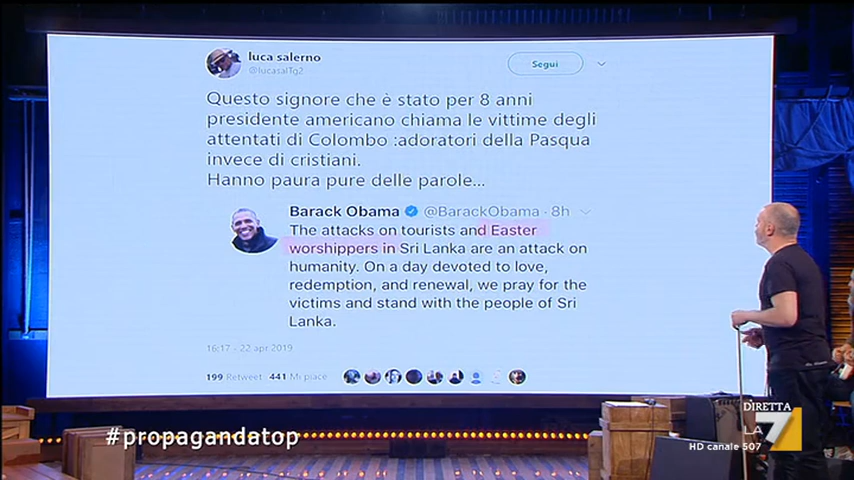 luca salerno
@lucasalTg2
Segui
Questo signore che è stato per 8 anni
presidente americano chiama le vittime degli
attentati di Colombo :adoratori della Pasqua
invece di cristiani.
Hanno paura pure delle parole...
Barack Obama @BarackObama · 8h
The attacks on tourists and Easter
worshippers in Sri Lanka are an attack on
humanity. On a day devoted to love,
redemption, and renewal, we pray for the
victims and stand with the people of Sri
Lanka.
16:17 - 22 apr 2019
199 Retweet · 441 Mi piace
#propagandatop
DIRETTA
LA7
HD canale 507